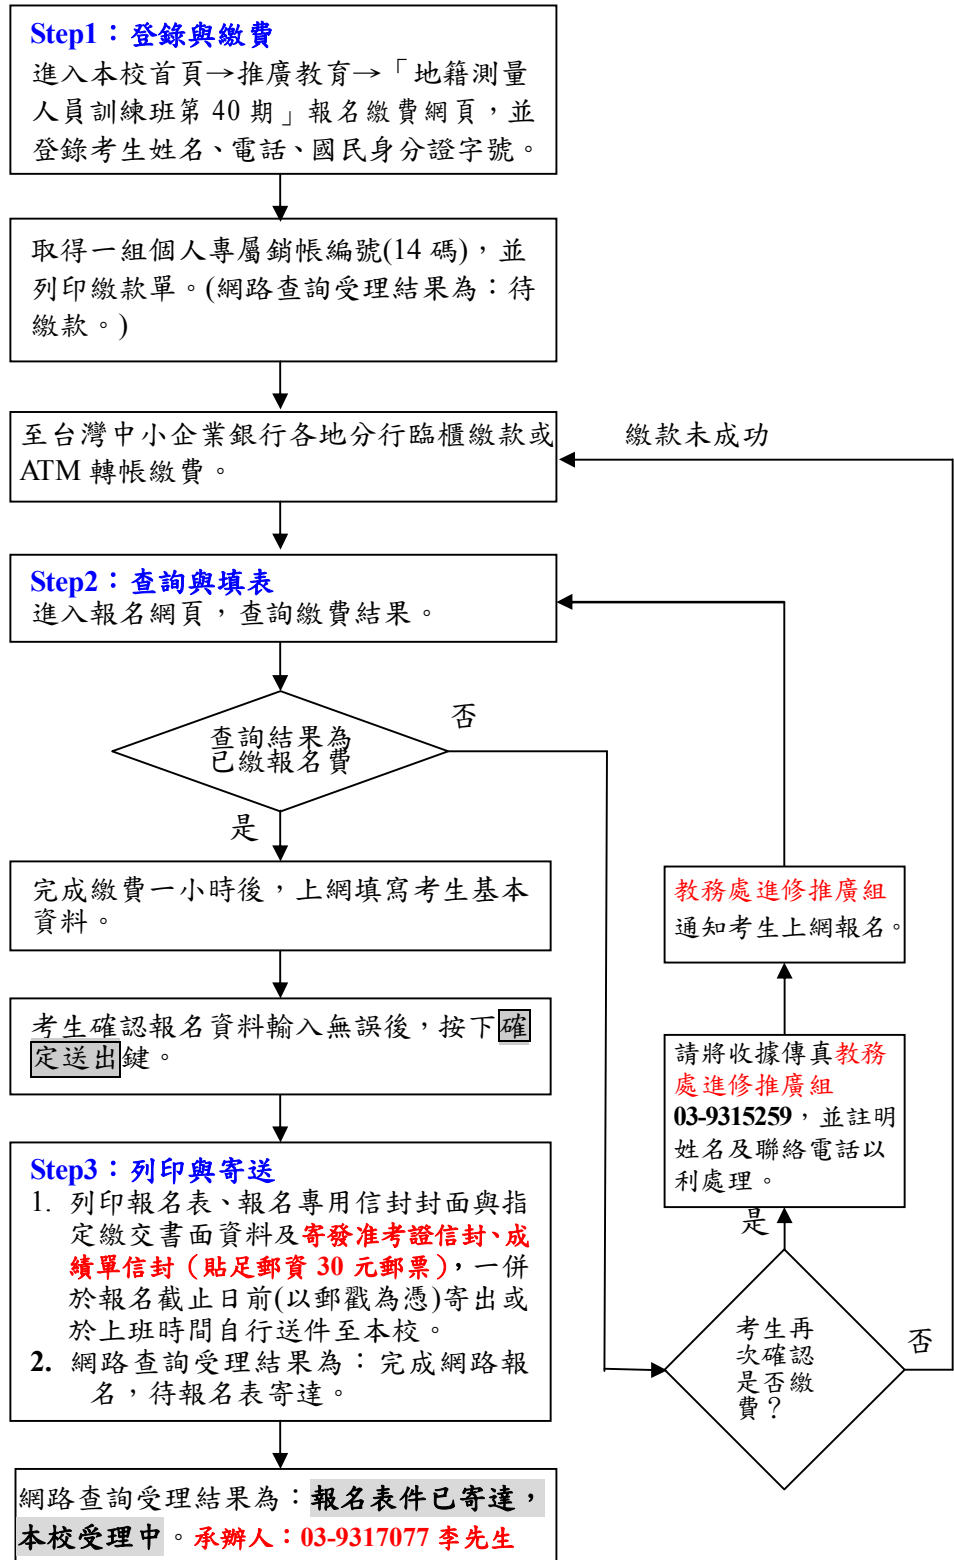 Step1：登錄與繳費
進入本校首頁→推廣教育→「地籍測量
人員訓練班第 40 期」報名繳費網頁，並
登錄考生姓名、電話、國民身分證字號。
取得一組個人專屬銷帳編號(14 碼)，並
列印繳款單。(網路查詢受理結果為：待
繳款。)
至台灣中小企業銀行各地分行臨櫃繳款或
ATM 轉帳繳費。
繳款未成功
Step2：查詢與填表
進入報名網頁，查詢繳費結果。
查詢結果為
已繳報名費
否
是
完成繳費一小時後，上網填寫考生基本
資料。
教務處進修推廣組
通知考生上網報名。
考生確認報名資料輸入無誤後，按下確
定送出鍵。
請將收據傳真教務
處進修推廣組
03-9315259，並註明
姓名及聯絡電話以
利處理。
是
Step3：列印與寄送
1. 列印報名表、報名專用信封封面與指
定繳交書面資料及寄發准考證信封、成
績單信封（貼足郵資 30 元郵票），一併
於報名截止日前(以郵戳為憑)寄出或
於上班時間自行送件至本校。
2. 網路查詢受理結果為：完成網路報
名，待報名表寄達。
考生再
次確認
是否繳
費？
否
網路查詢受理結果為：報名表件已寄達，
本校受理中。承辦人：03-9317077 李先生